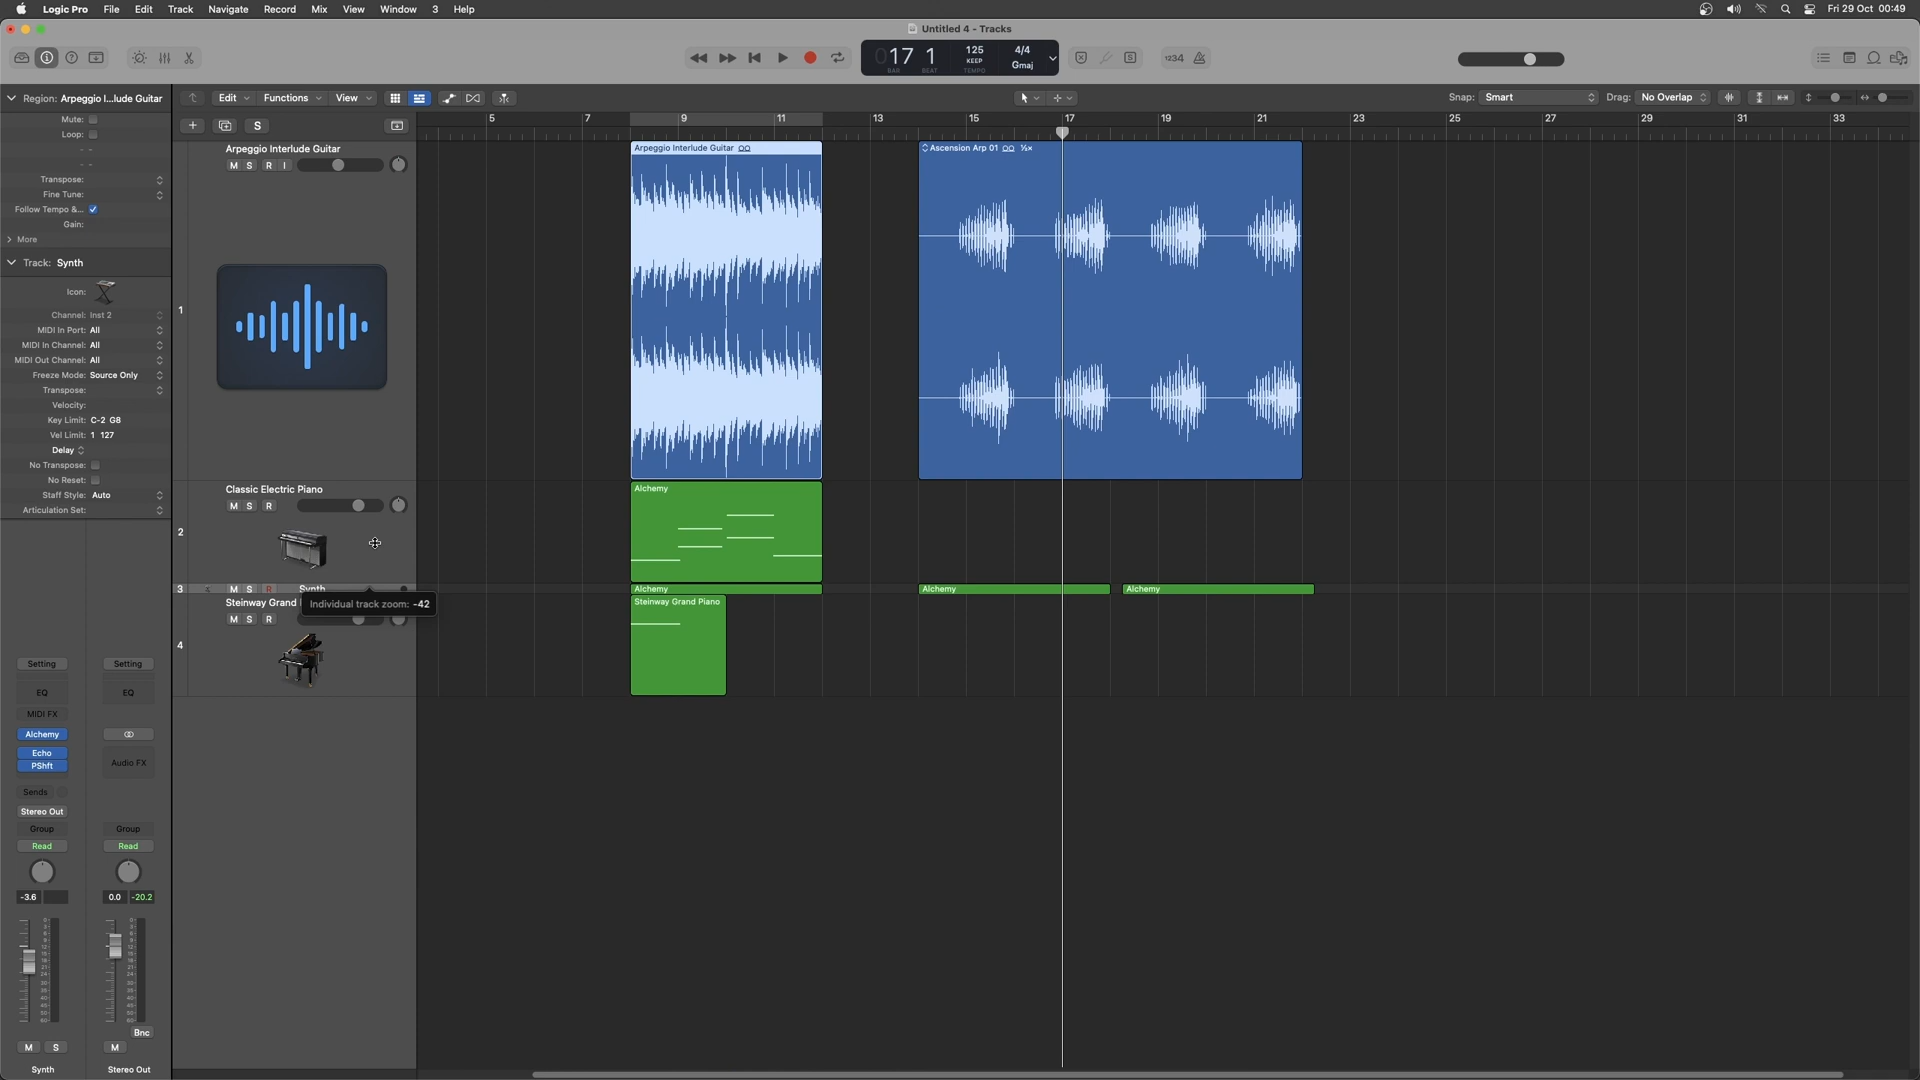 Logic Pro File Edit Track Navigate Record Mix View Window 3 Help
Fri 29 Oct 00:49
Untitled 4 - Tracks
17 1
BAR BEAT
125
KEEP
TEMPO
4/4
Gmaj
1234
Region: Arpeggio I...lude Guitar
Edit Functions View
Snap: Smart
Drag: No Overlap
Mute:
Loop:
Transpose:
Fine Tune:
Follow Tempo &...
Gain:
More
Track: Synth
Icon:
Channel: Inst 2
MIDI In Port: All
MIDI In Channel: All
MIDI Out Channel: All
Freeze Mode: Source Only
Transpose:
Velocity:
Key Limit: C-2 G8
Vel Limit: 1 127
Delay
No Transpose:
No Reset:
Staff Style: Auto
Articulation Set:
S
5 7 9 11 13 15 17 19 21 23 25 27 29 31 33
1
Arpeggio Interlude Guitar
M S R I
Arpeggio Interlude Guitar
Ascension Arp 01
2
Classic Electric Piano
M S R
Alchemy
3
M S R Synth
Alchemy
Alchemy
Alchemy
Individual track zoom: -42
4
Steinway Grand
M S R
Steinway Grand Piano
Setting
EQ
MIDI FX
Alchemy
Echo
PShft
Sends
Stereo Out
Group
Read
-3.6
M S
Synth
Setting
EQ
Audio FX
Group
Read
0.0 -20.2
Bnc
M
Stereo Out